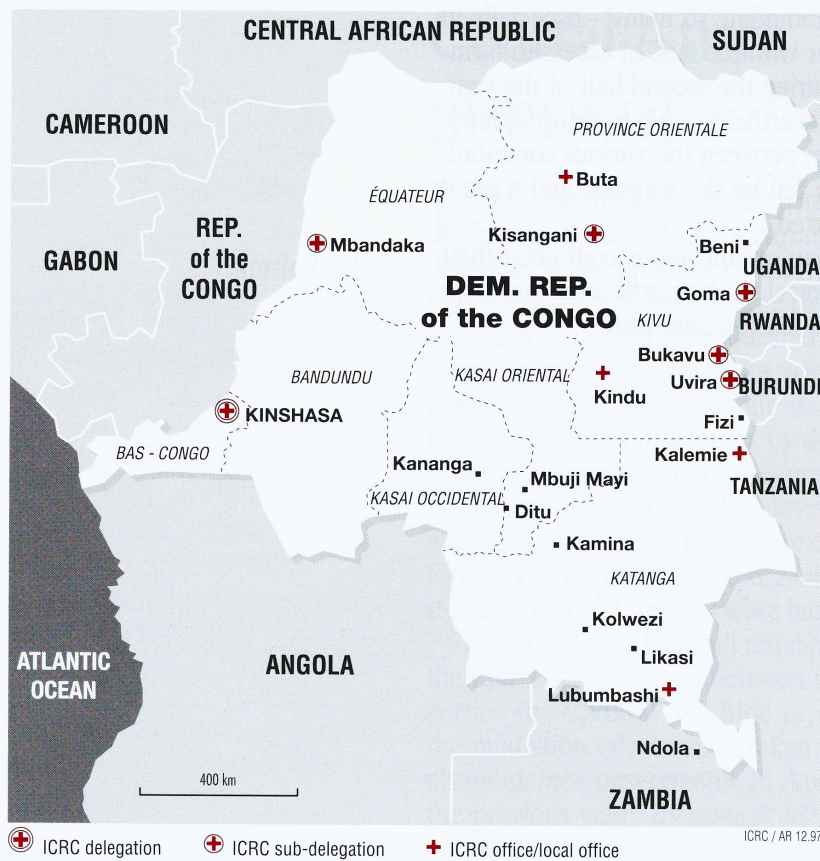 CENTRAL AFRICAN REPUBLIC
SUDAN
CAMEROON
PROVINCE ORIENTALE
Buta
ÉQUATEUR
REP.
of the
CONGO
Mbandaka
Kisangani
Beni
GABON
UGANDA
DEM. REP.
of the CONGO
Goma
KIVU
RWANDA
Bukavu
BANDUNDU
KASAI ORIENTAL
Kindu
Uvira
BURUNDI
KINSHASA
Fizi
BAS - CONGO
Kalemie
Kananga
Mbuji Mayi
TANZANIA
KASAI OCCIDENTAL
Ditu
Kamina
KATANGA
Kolwezi
ATLANTIC
OCEAN
ANGOLA
Likasi
Lubumbashi
Ndola
400 km
ZAMBIA
ICRC / AR 12.97
ICRC delegation
ICRC sub-delegation
ICRC office/local office